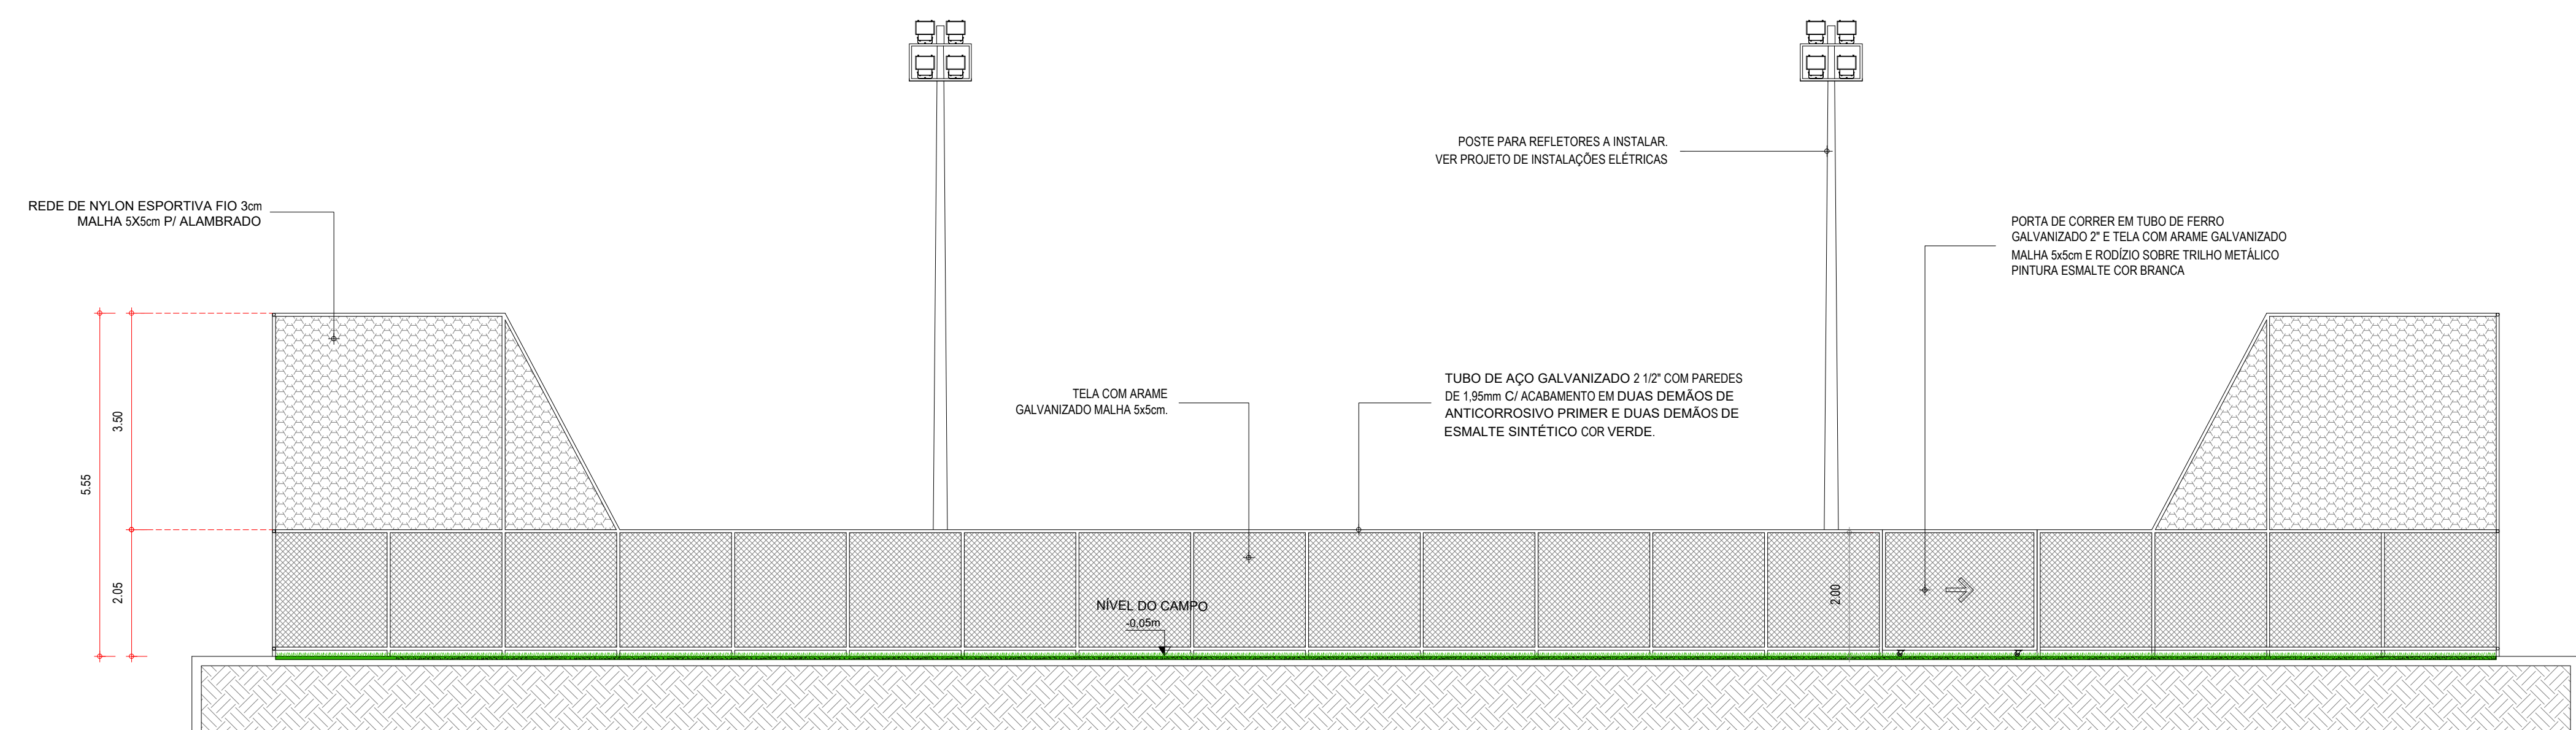 POSTE PARA REFLETORES A INSTALAR.
VER PROJETO DE INSTALAÇÕES ELÉTRICAS
REDE DE NYLON ESPORTIVA FIO 3cm
MALHA 5X5cm P/ ALAMBRADO
PORTA DE CORRER EM TUBO DE FERRO
GALVANIZADO 2" E TELA COM ARAME GALVANIZADO
MALHA 5x5cm E RODÍZIO SOBRE TRILHO METÁLICO
PINTURA ESMALTE COR BRANCA
TELA COM ARAME
GALVANIZADO MALHA 5x5cm.
TUBO DE AÇO GALVANIZADO 2 1/2" COM PAREDES
DE 1,95mm C/ ACABAMENTO EM DUAS DEMÃOS DE
ANTICORROSIVO PRIMER E DUAS DEMÃOS DE
ESMALTE SINTÉTICO COR VERDE.
3.50
5.55
2.05
2.00
NÍVEL DO CAMPO
-0,05m